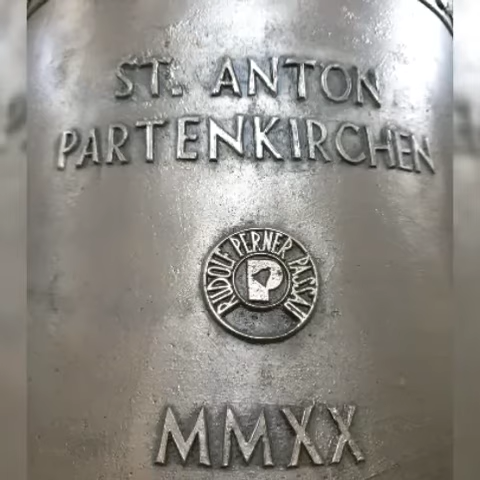 ST. ANTON
PARTENKIRCHEN
RUDOLF PERNER PASSAU
P
MMXX